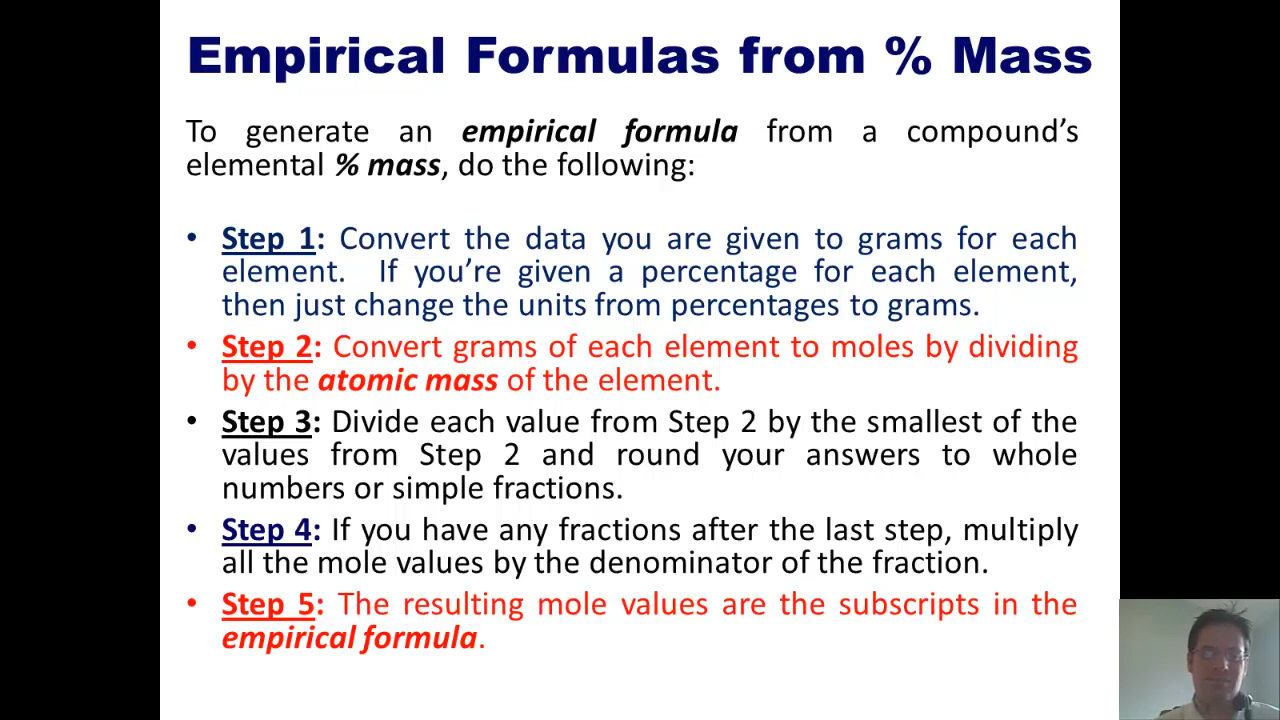 Empirical Formulas from % Mass
To generate an empirical formula from a compound’s
elemental % mass, do the following:
• Step 1: Convert the data you are given to grams for each
element. If you’re given a percentage for each element,
then just change the units from percentages to grams.
• Step 2: Convert grams of each element to moles by dividing
by the atomic mass of the element.
• Step 3: Divide each value from Step 2 by the smallest of the
values from Step 2 and round your answers to whole
numbers or simple fractions.
• Step 4: If you have any fractions after the last step, multiply
all the mole values by the denominator of the fraction.
• Step 5: The resulting mole values are the subscripts in the
empirical formula.